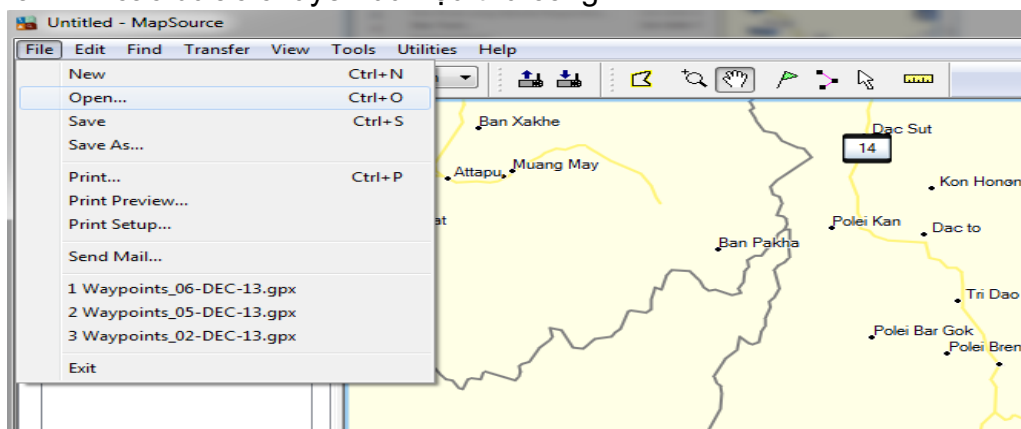 Untitled - MapSource
File Edit Find Transfer View Tools Utilities Help
New Ctrl+N
Open... Ctrl+O
Save Ctrl+S
Save As...
Print... Ctrl+P
Print Preview...
Print Setup...
Send Mail...
1 Waypoints_06-DEC-13.gpx
2 Waypoints_05-DEC-13.gpx
3 Waypoints_02-DEC-13.gpx
Exit
Ban Xakhe
Dac Sut
14
Attapu
Muang May
Kon Honon
Polei Kan
Dac to
Ban Pakha
Tri Dao
Polei Bar Gok
Polei Bren